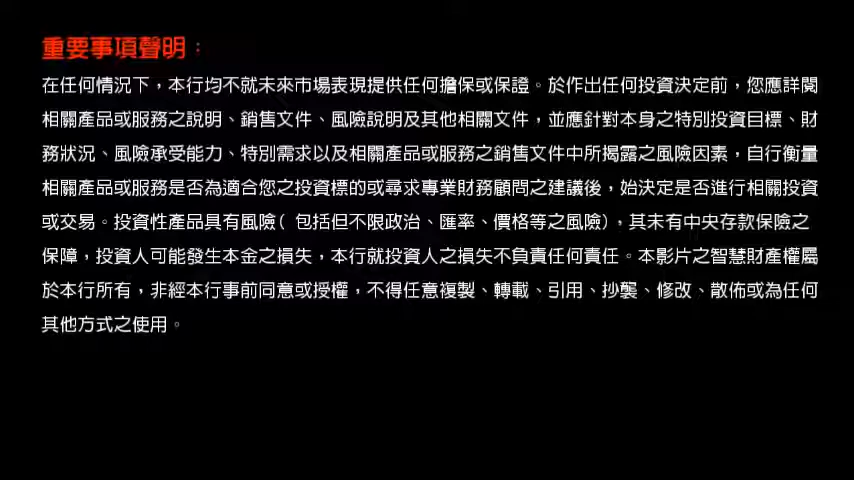 重要事項聲明：
在任何情況下，本行均不就未來市場表現提供任何擔保或保證。於作出任何投資決定前，您應詳閱
相關產品或服務之說明、銷售文件、風險說明及其他相關文件，並應針對本身之特別投資目標、財
務狀況、風險承受能力、特別需求以及相關產品或服務之銷售文件中所揭露之風險因素，自行衡量
相關產品或服務是否為適合您之投資標的或尋求專業財務顧問之建議後，始決定是否進行相關投資
或交易。投資性產品具有風險( 包括但不限政治、匯率、價格等之風險)，其未有中央存款保險之
保障，投資人可能發生本金之損失，本行就投資人之損失不負責任何責任。本影片之智慧財產權屬
於本行所有，非經本行事前同意或授權，不得任意複製、轉載、引用、抄襲、修改、散佈或為任何
其他方式之使用。